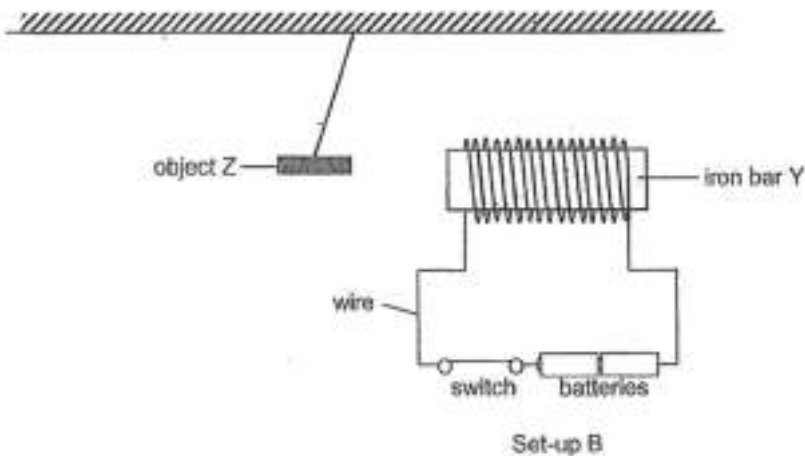 object Z
iron bar Y
wire
switch
batteries
Set-up B